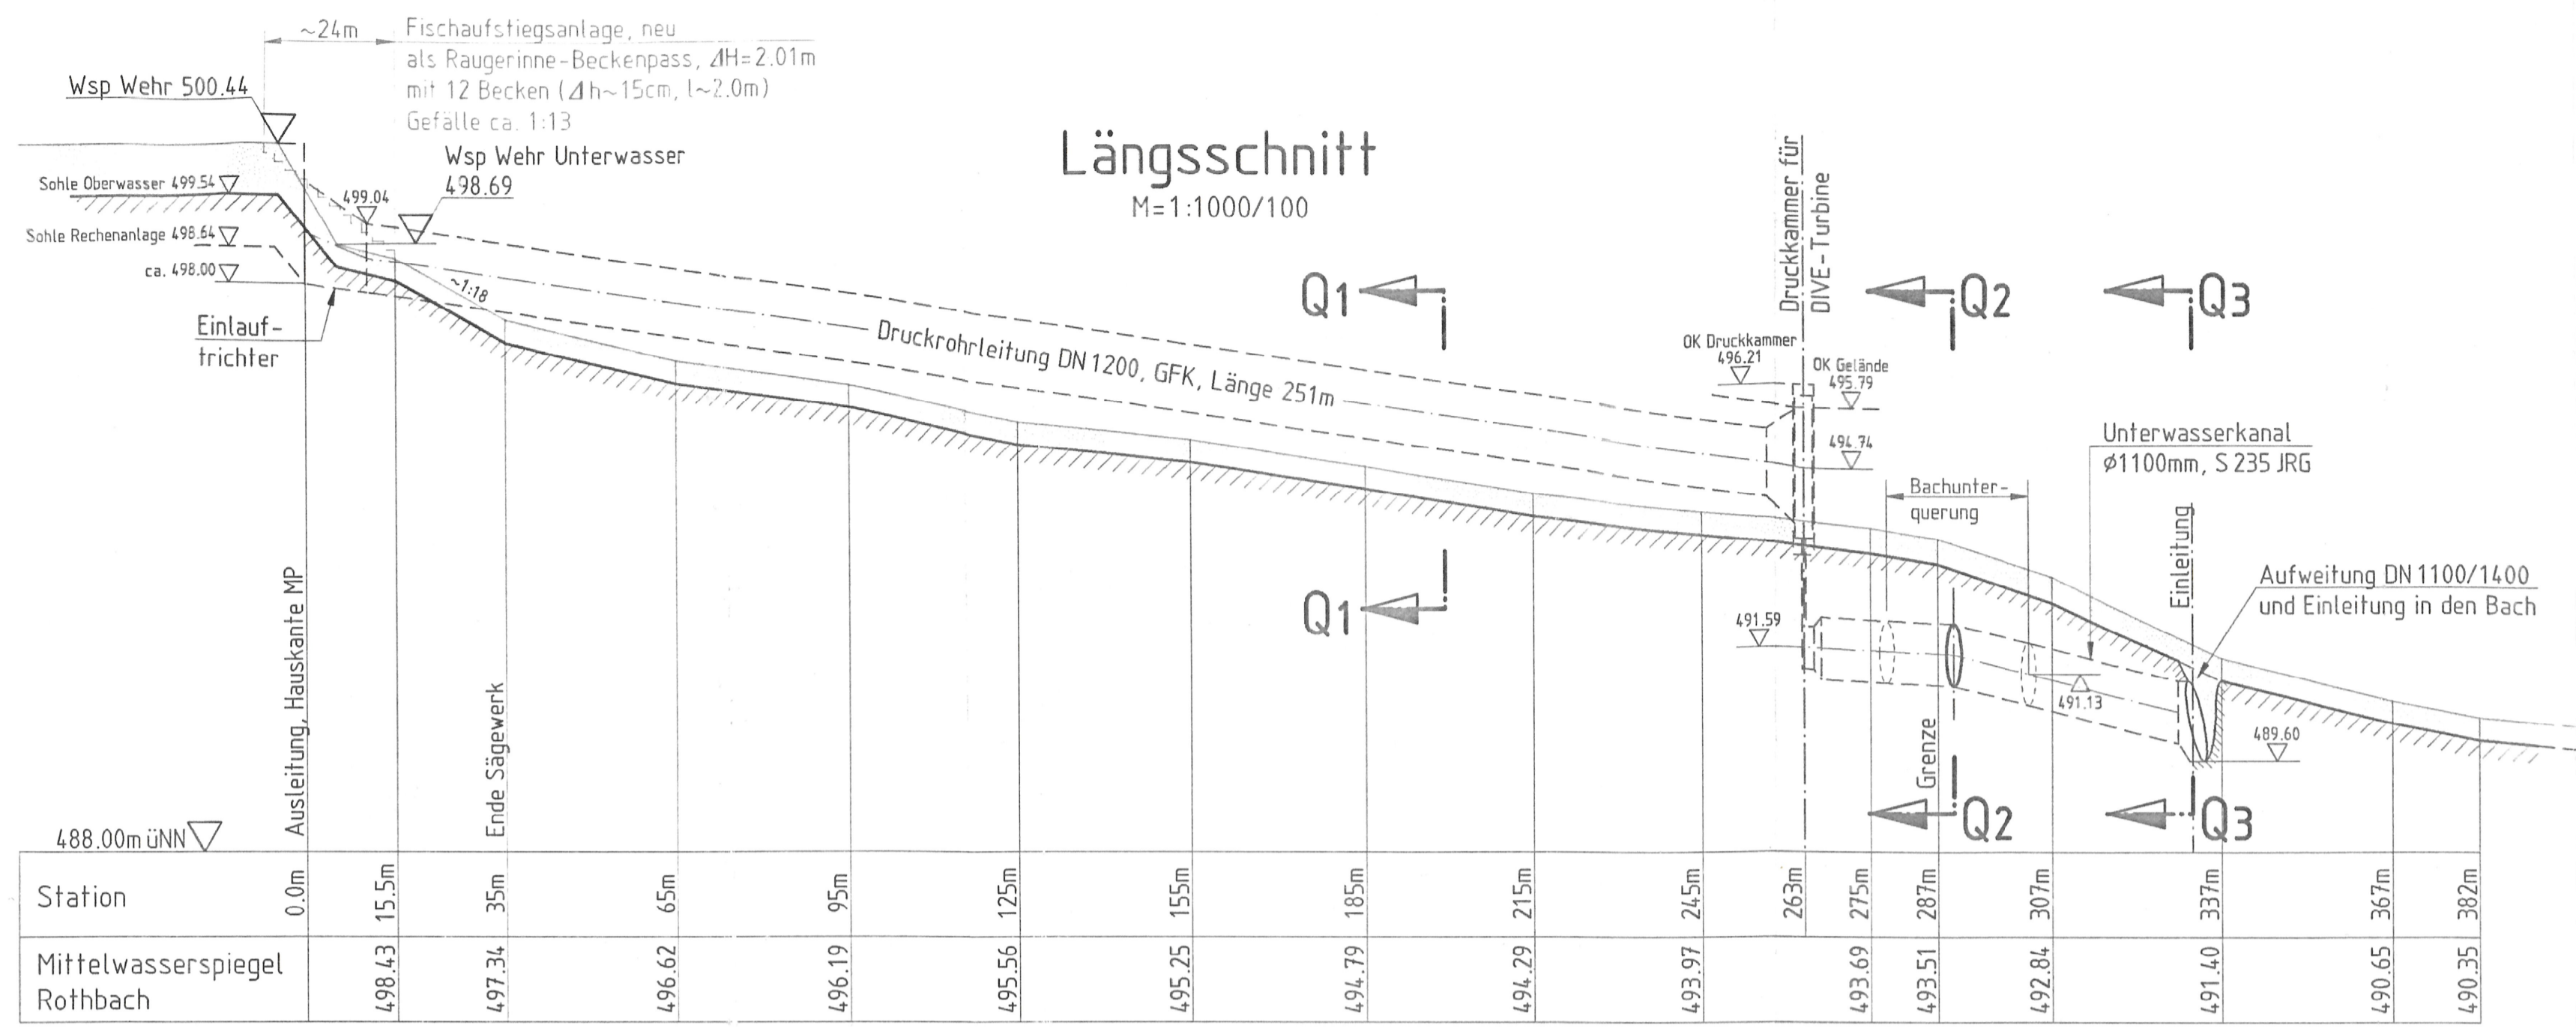 ~24m
Fischaufstiegsanlage, neu
als Raugerinne-Beckenpass, ΔH=2.01m
mit 12 Becken (Δh~15cm, l~2.0m)
Gefälle ca. 1:13
Wsp Wehr 500.44
Wsp Wehr Unterwasser
498.69
Sohle Oberwasser 499.54
499.04
Sohle Rechenanlage 498.64
ca. 498.00
Einlauf-
trichter
~1:18
Längsschnitt
M=1:1000/100
Druckrohrleitung DN 1200, GFK, Länge 251m
Q1
Q1
Druckkammer für
DIVE-Turbine
Q2
Q3
OK Druckkammer
496.21
OK Gelände
495.79
494.74
Unterwasserkanal
Ø1100mm, S 235 JRG
Bachunter-
querung
Einleitung
Aufweitung DN 1100/1400
und Einleitung in den Bach
491.59
491.13
489.60
Grenze
Q2
Q3
Ausleitung, Hauskante MP
Ende Sägewerk
488.00m üNN
Station 0.0m 15.5m 35m 65m 95m 125m 155m 185m 215m 245m 263m 275m 287m 307m 337m 367m 382m
Mittelwasserspiegel
Rothbach 498.43 497.34 496.62 496.19 495.56 495.25 494.79 494.29 493.97 493.69 493.51 492.84 491.40 490.65 490.35